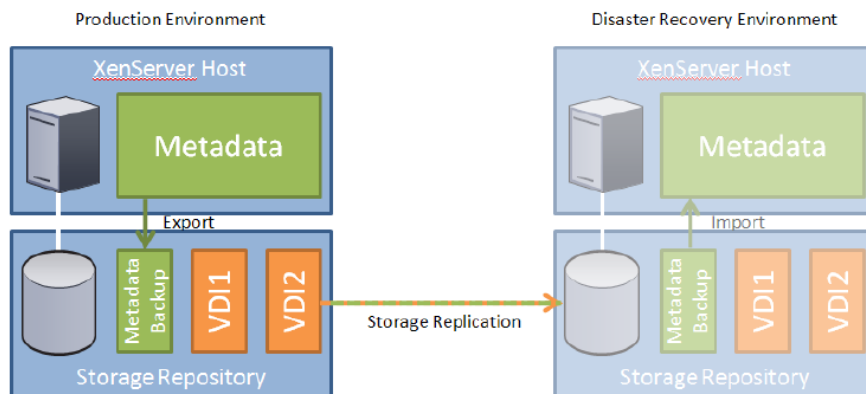 Production Environment
Disaster Recovery Environment
XenServer Host
Metadata
Export
Metadata
Backup
VDI1
VDI2
Storage Repository
Storage Replication
XenServer Host
Metadata
Import
Metadata
Backup
VDI1
VDI2
Storage Repository